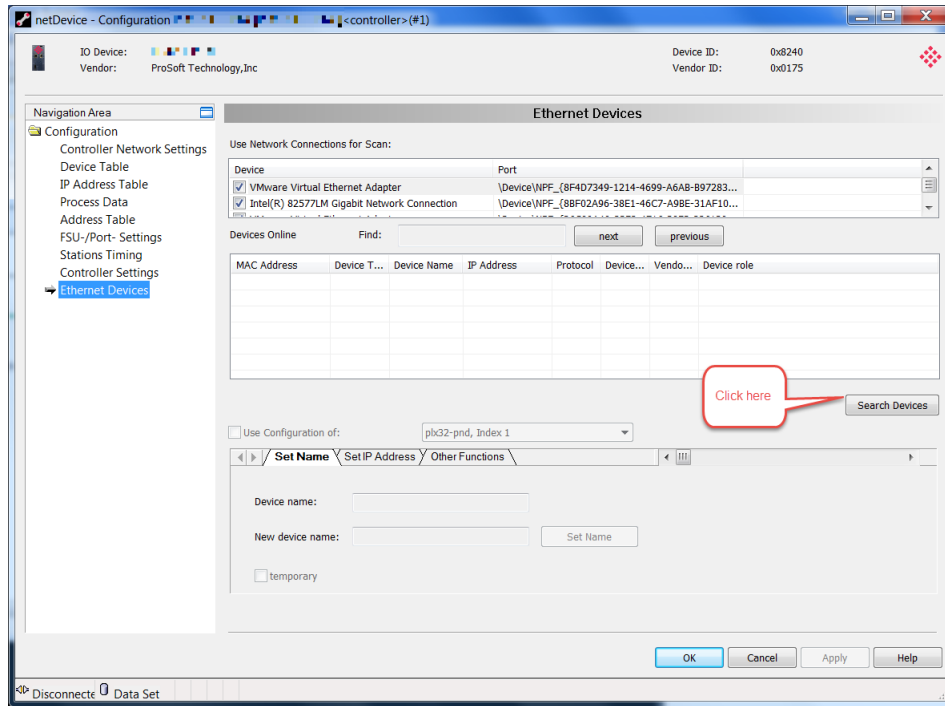 netDevice - Configuration <controller>(#1)
IO Device:
Device ID: 0x8240
Vendor: ProSoft Technology,Inc
Vendor ID: 0x0175
Navigation Area
Configuration
Controller Network Settings
Device Table
IP Address Table
Process Data
Address Table
FSU-/Port- Settings
Stations Timing
Controller Settings
Ethernet Devices
Ethernet Devices
Use Network Connections for Scan:
Device Port
VMware Virtual Ethernet Adapter \Device\NPF_{8F4D7349-1214-4699-A6AB-B97283...
Intel(R) 82577LM Gigabit Network Connection \Device\NPF_{8BF02A96-38E1-46C7-A9BE-31AF10...
Devices Online Find: next previous
MAC Address Device T... Device Name IP Address Protocol Device... Vendo... Device role
Click here
Search Devices
Use Configuration of: plx32-pnd, Index 1
Set Name Set IP Address Other Functions
Device name:
New device name: Set Name
temporary
OK Cancel Apply Help
Disconnecte Data Set